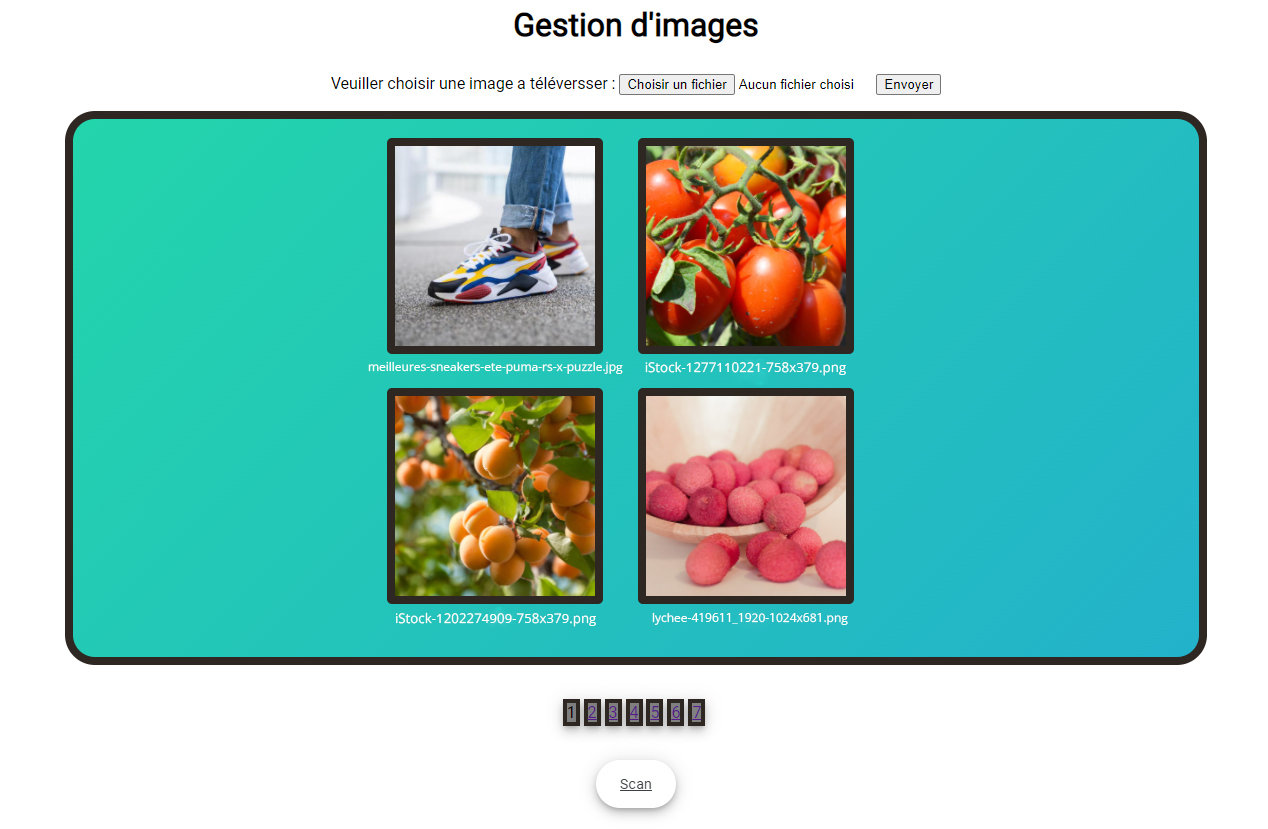 Gestion d'images
Veuiller choisir une image a téléversser : Choisir un fichier Aucun fichier choisi Envoyer
meilleures-sneakers-ete-puma-rs-x-puzzle.jpg iStock-1277110221-758x379.png
iStock-1202274909-758x379.png lychee-419611_1920-1024x681.png
1 2 3 4 5 6 7
Scan